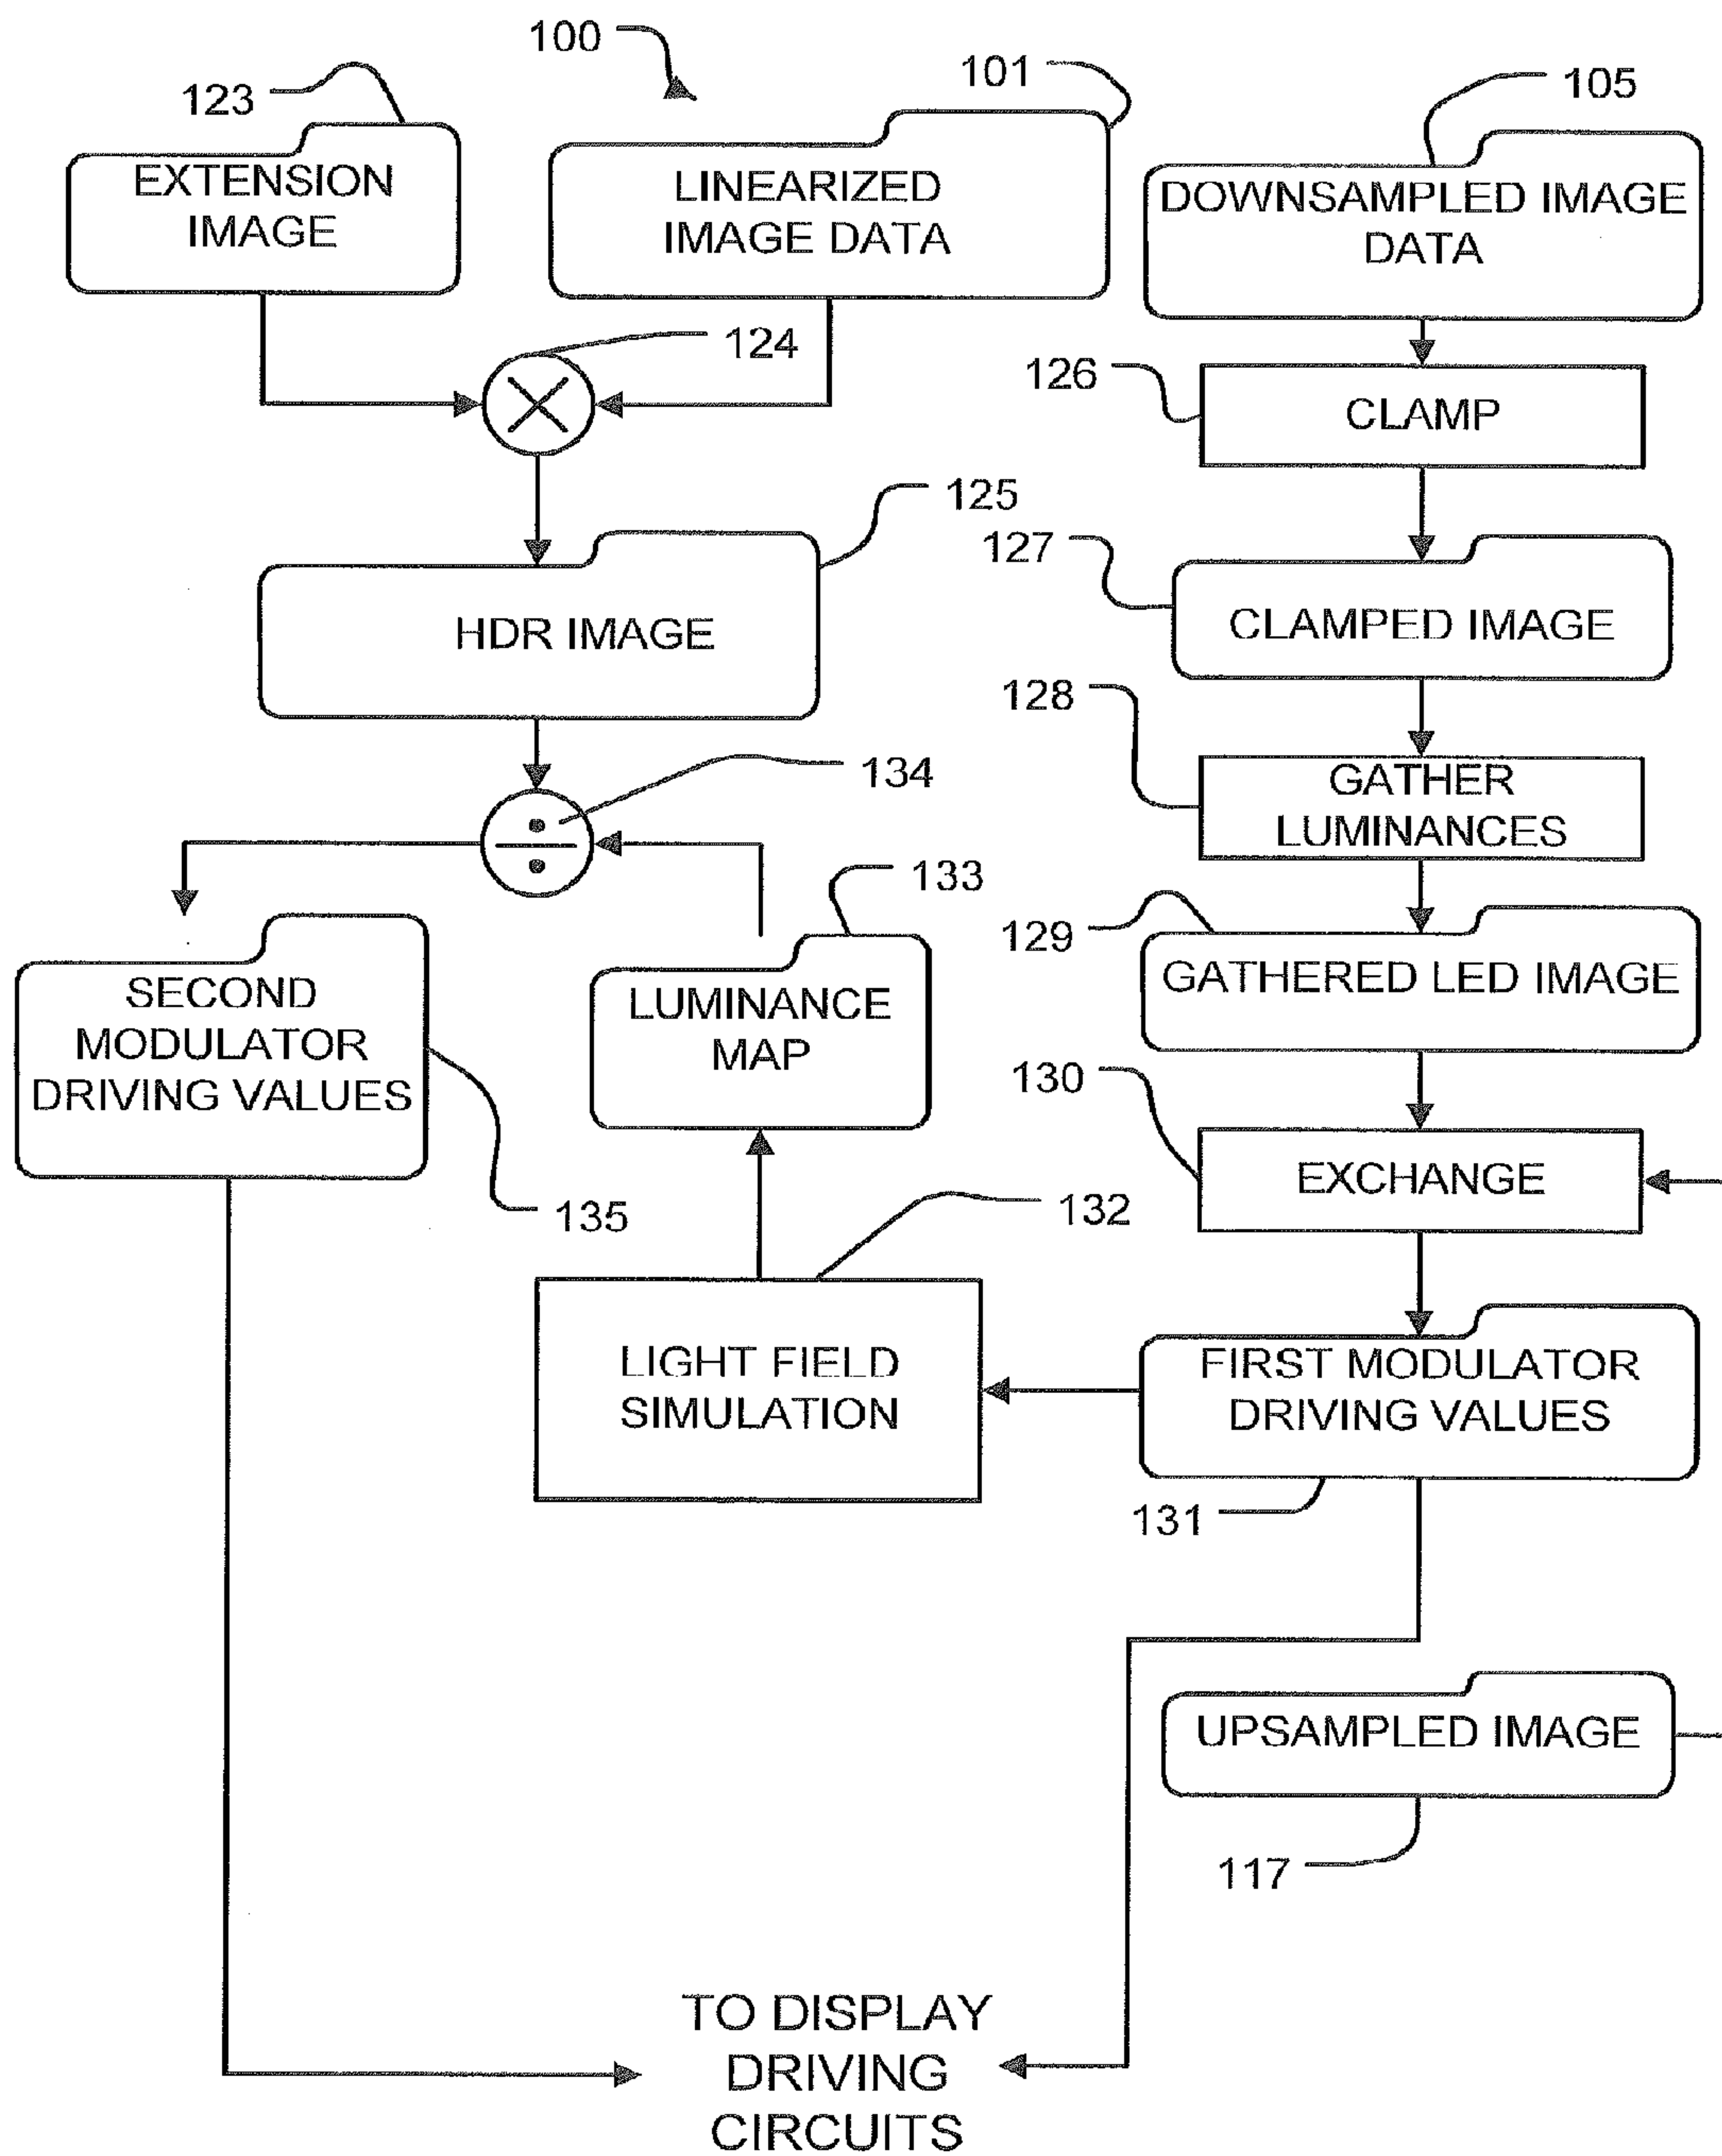 100
123
101
105
EXTENSION
IMAGE
LINEARIZED
IMAGE DATA
DOWNSAMPLED IMAGE
DATA
124
126
CLAMP
125
127
HDR IMAGE
CLAMPED IMAGE
128
134
GATHER
LUMINANCES
133
129
SECOND
MODULATOR
DRIVING VALUES
LUMINANCE
MAP
GATHERED LED IMAGE
130
EXCHANGE
135
132
LIGHT FIELD
SIMULATION
FIRST MODULATOR
DRIVING VALUES
131
UPSAMPLED IMAGE
117
TO DISPLAY
DRIVING
CIRCUITS